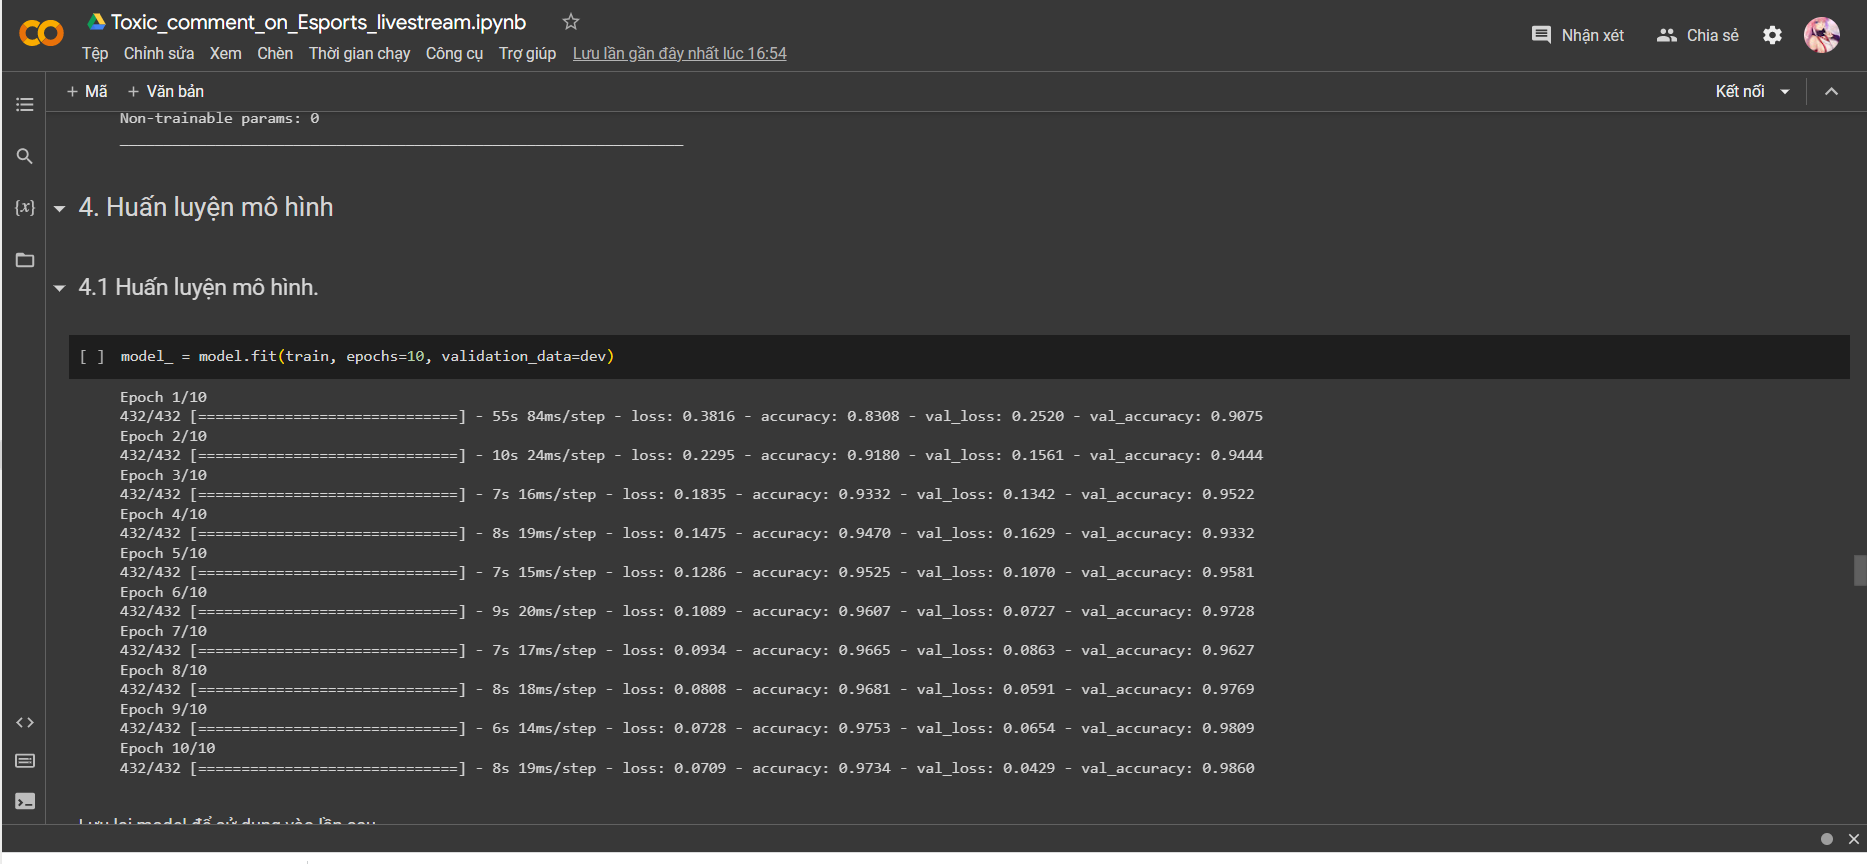 Toxic_comment_on_Esports_livestream.ipynb
Tệp Chỉnh sửa Xem Chèn Thời gian chạy Công cụ Trợ giúp Lưu lần gần đây nhất lúc 16:54
Nhận xét Chia sẻ
+ Mã + Văn bản
Kết nối
Non-trainable params: 0
_________________________________________________________________
{x}
4. Huấn luyện mô hình
4.1 Huấn luyện mô hình.
[ ] model_ = model.fit(train, epochs=10, validation_data=dev)
Epoch 1/10
432/432 [==============================] - 55s 84ms/step - loss: 0.3816 - accuracy: 0.8308 - val_loss: 0.2520 - val_accuracy: 0.9075
Epoch 2/10
432/432 [==============================] - 10s 24ms/step - loss: 0.2295 - accuracy: 0.9180 - val_loss: 0.1561 - val_accuracy: 0.9444
Epoch 3/10
432/432 [==============================] - 7s 16ms/step - loss: 0.1835 - accuracy: 0.9332 - val_loss: 0.1342 - val_accuracy: 0.9522
Epoch 4/10
432/432 [==============================] - 8s 19ms/step - loss: 0.1475 - accuracy: 0.9470 - val_loss: 0.1629 - val_accuracy: 0.9332
Epoch 5/10
432/432 [==============================] - 7s 15ms/step - loss: 0.1286 - accuracy: 0.9525 - val_loss: 0.1070 - val_accuracy: 0.9581
Epoch 6/10
432/432 [==============================] - 9s 20ms/step - loss: 0.1089 - accuracy: 0.9607 - val_loss: 0.0727 - val_accuracy: 0.9728
Epoch 7/10
432/432 [==============================] - 7s 17ms/step - loss: 0.0934 - accuracy: 0.9665 - val_loss: 0.0863 - val_accuracy: 0.9627
Epoch 8/10
432/432 [==============================] - 8s 18ms/step - loss: 0.0808 - accuracy: 0.9681 - val_loss: 0.0591 - val_accuracy: 0.9769
Epoch 9/10
432/432 [==============================] - 6s 14ms/step - loss: 0.0728 - accuracy: 0.9753 - val_loss: 0.0654 - val_accuracy: 0.9809
Epoch 10/10
432/432 [==============================] - 8s 19ms/step - loss: 0.0709 - accuracy: 0.9734 - val_loss: 0.0429 - val_accuracy: 0.9860
Lưu lại model để sử dụng vào lần sau